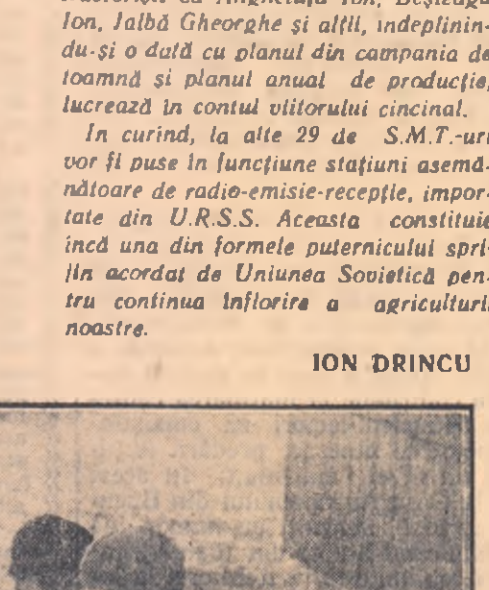 Ion, Jalbă Gheorghe și alții, îndeplinin-
du-și o dată cu planul din campania de
toamnă și planul anual de producție,
lucrează în contul viitorului cincinal.
In curînd, la alte 29 de S.M.T.-uri
vor fi puse în funcțiune stațiuni asemă-
nătoare de radio-emisie-recepție, impor-
tate din U.R.S.S. Aceasta constituie
încă una din formele puternicului spri-
jin acordat de Uniunea Sovietică pen-
tru continua înflorire a agriculturii
noastre.
ION DRINCU